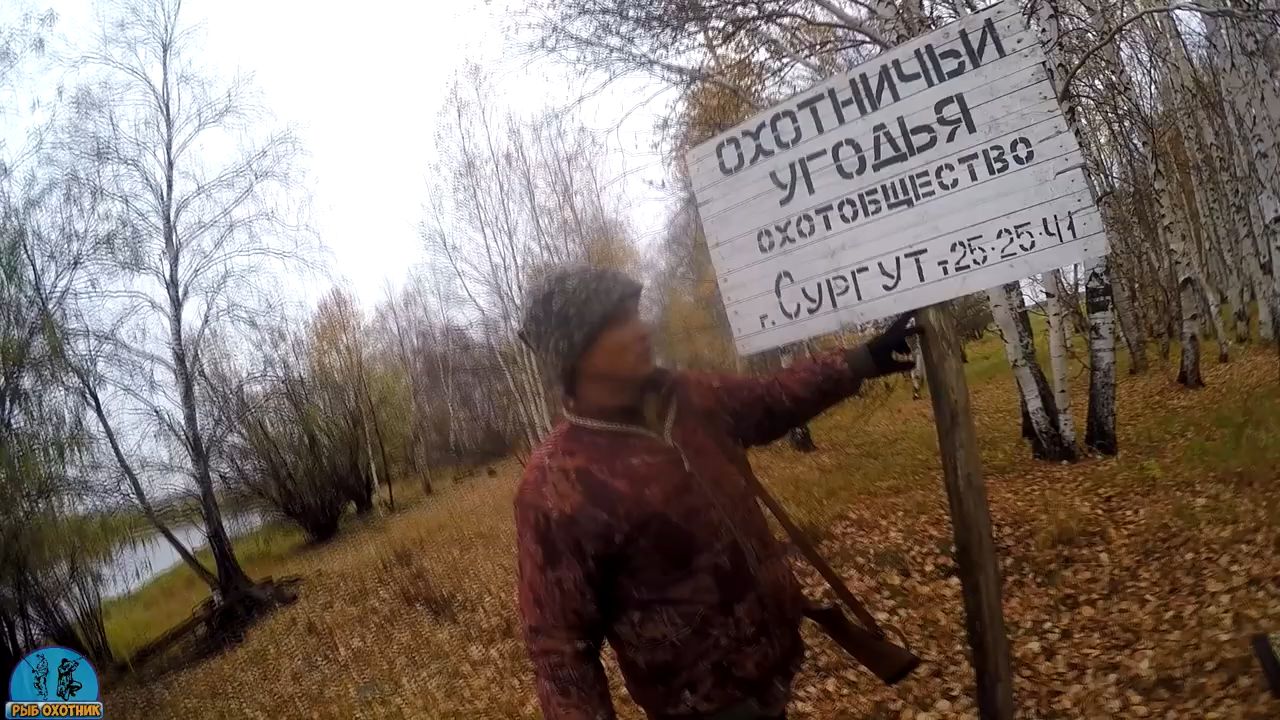 ОХОТНИЧЬИ
УГОДЬЯ
ОХОТОБЩЕСТВО
г. Сургут т 25-25-41
РЫБ ОХОТНИК